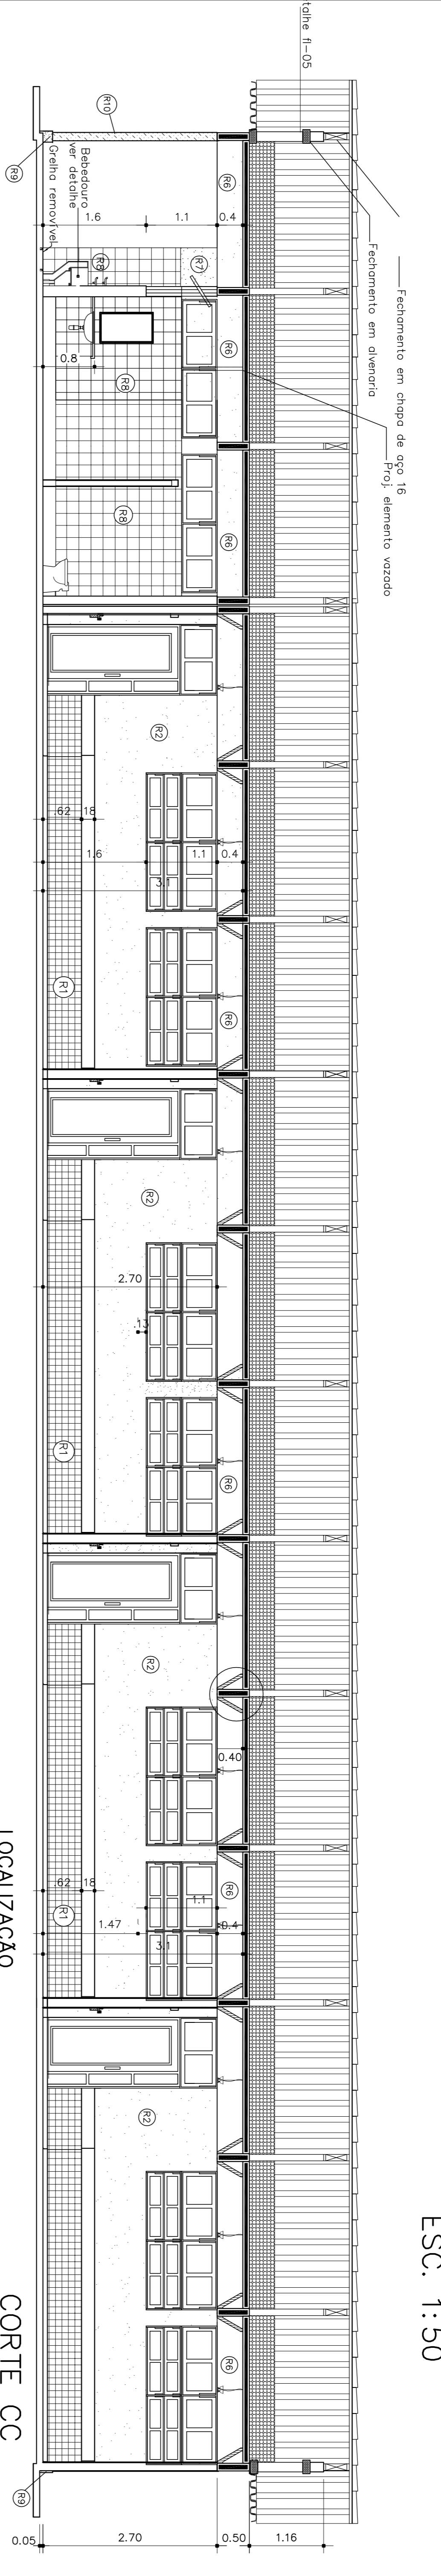 talhe fl-05
Fechamento em chapa de aço 16
Fechamento em alvenaria
Proj. elemento vazado
R10
R9
R6
1.6
1.1
0.4
Bebedouro
ver detalhe
Grelha removível
R8
R7
R6
0.8
R8
R8
R6
R2
.62
18
1.6
1.1
0.4
3.1
R1
R6
R2
2.70
.13
R1
R6
R2
0.40
.62
18
1.1
R6
R1
1.47
0.4
3.1
R2
R6
R9
0.05
2.70
0.50
1.16
LOCALIZAÇÃO
CORTE CC
ESC. 1:50